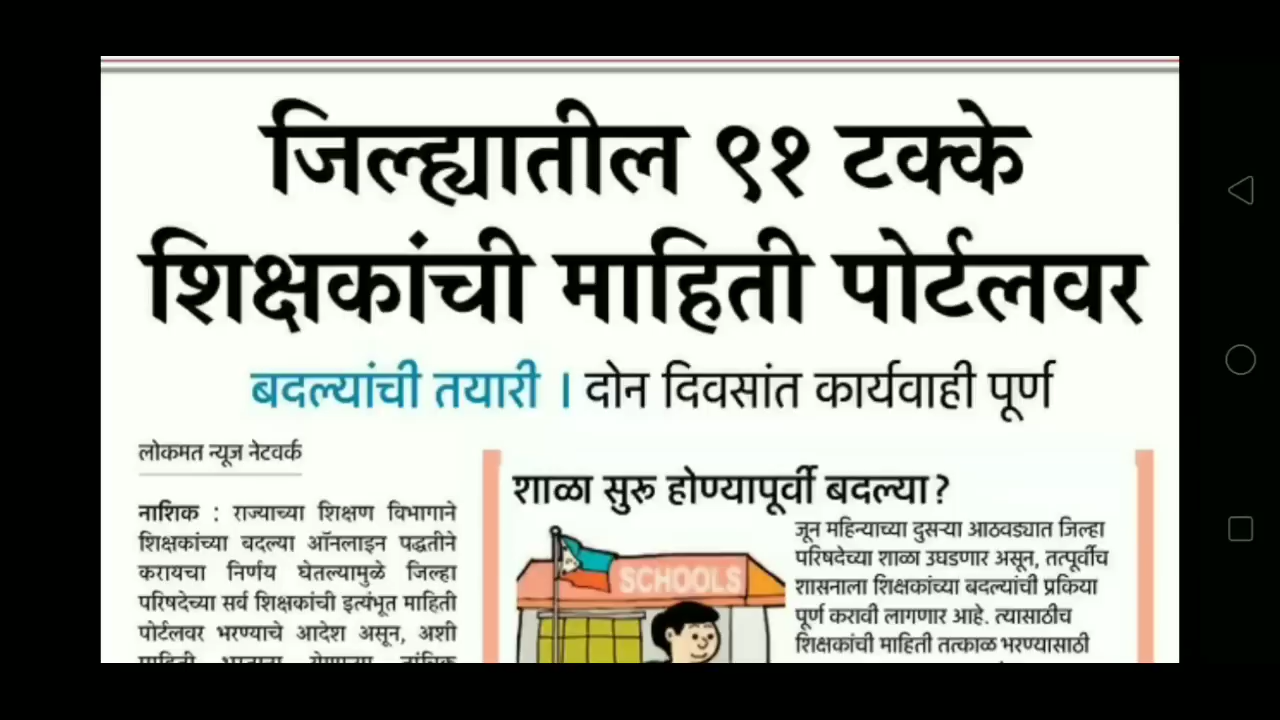 जिल्ह्यातील ९१ टक्के
शिक्षकांची माहिती पोर्टलवर
बदल्यांची तयारी । दोन दिवसांत कार्यवाही पूर्ण
लोकमत न्यूज नेटवर्क
नाशिक : राज्याच्या शिक्षण विभागाने
शिक्षकांच्या बदल्या ऑनलाइन पद्धतीने
करायचा निर्णय घेतल्यामुळे जिल्हा
परिषदेच्या सर्व शिक्षकांची इत्यंभूत माहिती
पोर्टलवर भरण्याचे आदेश असून, अशी
शाळा सुरू होण्यापूर्वी बदल्या?
SCHOOLS
जून महिन्याच्या दुसऱ्या आठवड्यात जिल्हा
परिषदेच्या शाळा उघडणार असून, तत्पूर्वीच
शासनाला शिक्षकांच्या बदल्यांची प्रकिया
पूर्ण करावी लागणार आहे. त्यासाठीच
शिक्षकांची माहिती तत्काळ भरण्यासाठी